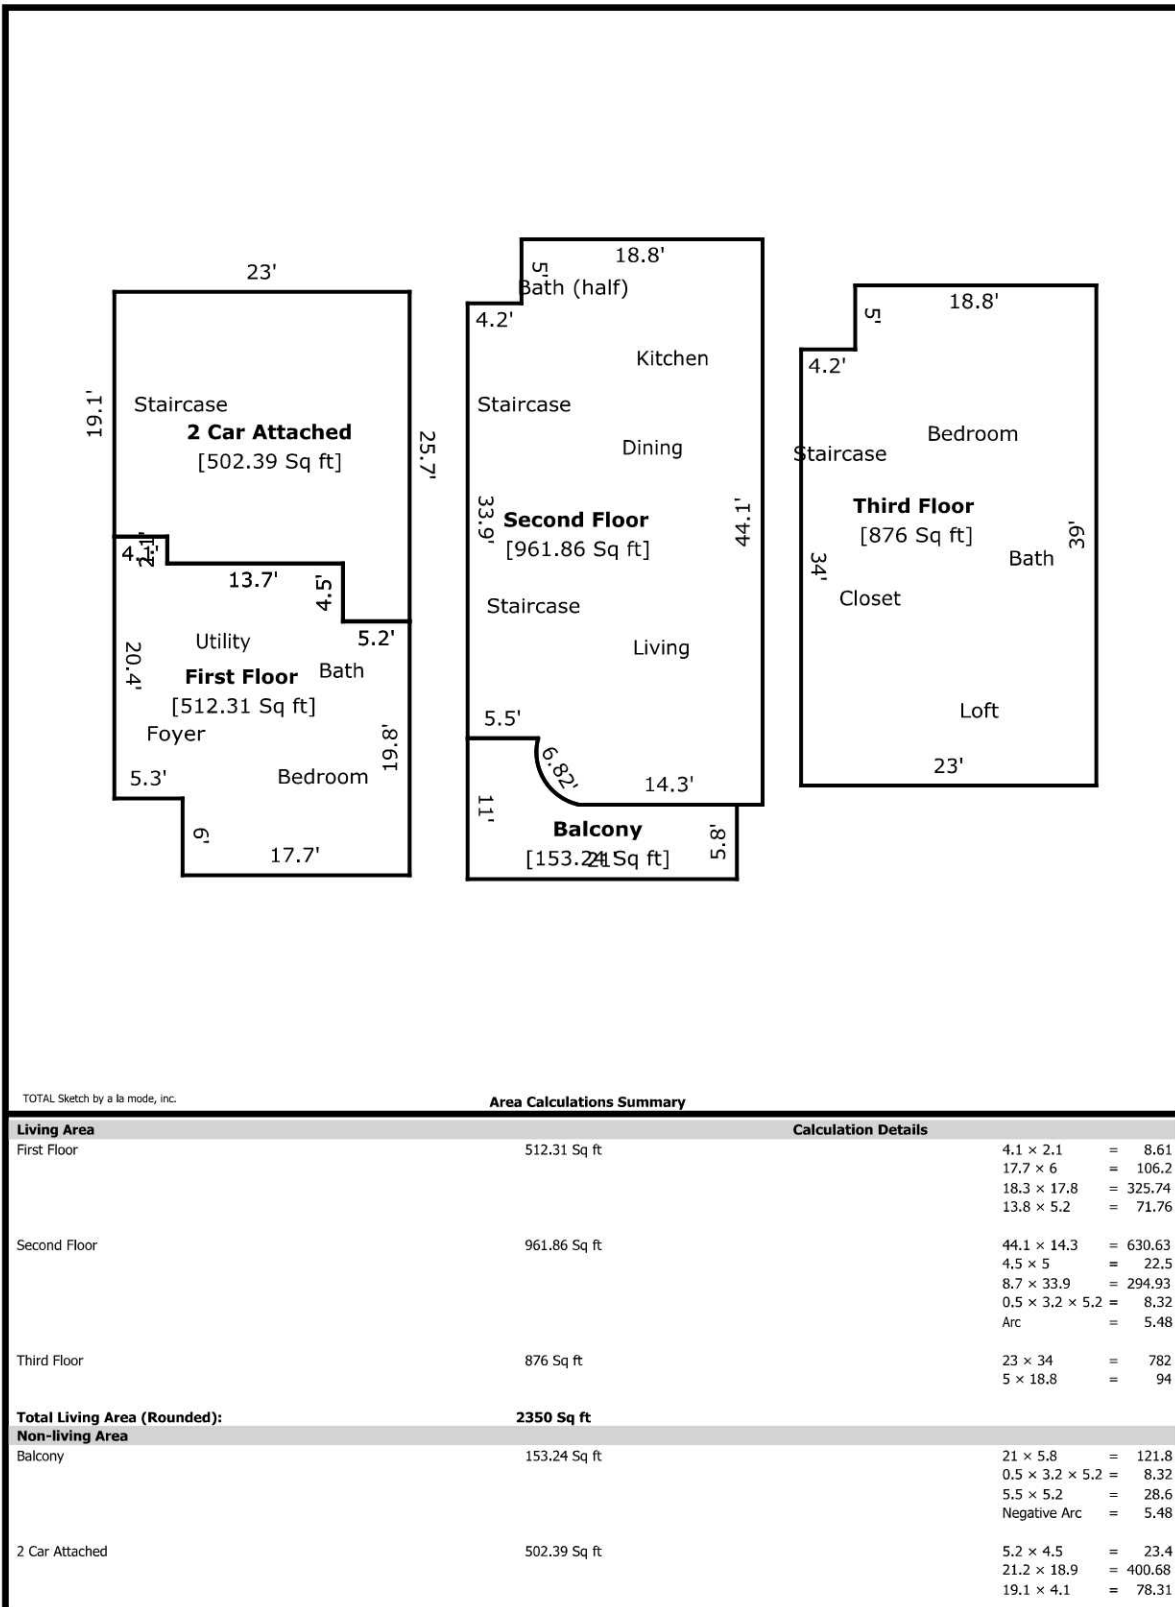 23'
19.1'
Staircase
2 Car Attached
[502.39 Sq ft]
25.7'
4.1'
2.1'
13.7'
4.5'
5.2'
20.4'
Utility
Bath
First Floor
[512.31 Sq ft]
Foyer
16.8'
5.3'
Bedroom
6'
17.7'
18.8'
5'
Bath (half)
4.2'
Kitchen
Staircase
Dining
33.9'
Second Floor
[961.86 Sq ft]
44.1'
Staircase
Living
5.5'
6.82'
14.3'
11'
Balcony
[153.24 Sq ft]
21'
5.8'
18.8'
5'
4.2'
Bedroom
Staircase
Third Floor
[876 Sq ft]
39'
34'
Bath
Closet
Loft
23'
TOTAL Sketch by a la mode, inc.
Area Calculations Summary
Living Area Calculation Details
First Floor 512.31 Sq ft 4.1 × 2.1 = 8.61
17.7 × 6 = 106.2
18.3 × 17.8 = 325.74
13.8 × 5.2 = 71.76
Second Floor 961.86 Sq ft 44.1 × 14.3 = 630.63
4.5 × 5 = 22.5
8.7 × 33.9 = 294.93
0.5 × 3.2 × 5.2 = 8.32
Arc = 5.48
Third Floor 876 Sq ft 23 × 34 = 782
5 × 18.8 = 94
Total Living Area (Rounded): 2350 Sq ft
Non-living Area
Balcony 153.24 Sq ft 21 × 5.8 = 121.8
0.5 × 3.2 × 5.2 = 8.32
5.5 × 5.2 = 28.6
Negative Arc = 5.48
2 Car Attached 502.39 Sq ft 5.2 × 4.5 = 23.4
21.2 × 18.9 = 400.68
19.1 × 4.1 = 78.31